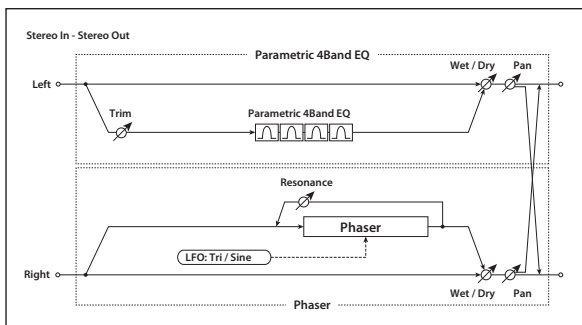 Stereo In - Stereo Out
Parametric 4Band EQ
Wet / Dry
Pan
Left
Trim
Parametric 4Band EQ
Resonance
Phaser
LFO: Tri / Sine
Right
Wet / Dry
Pan
Phaser